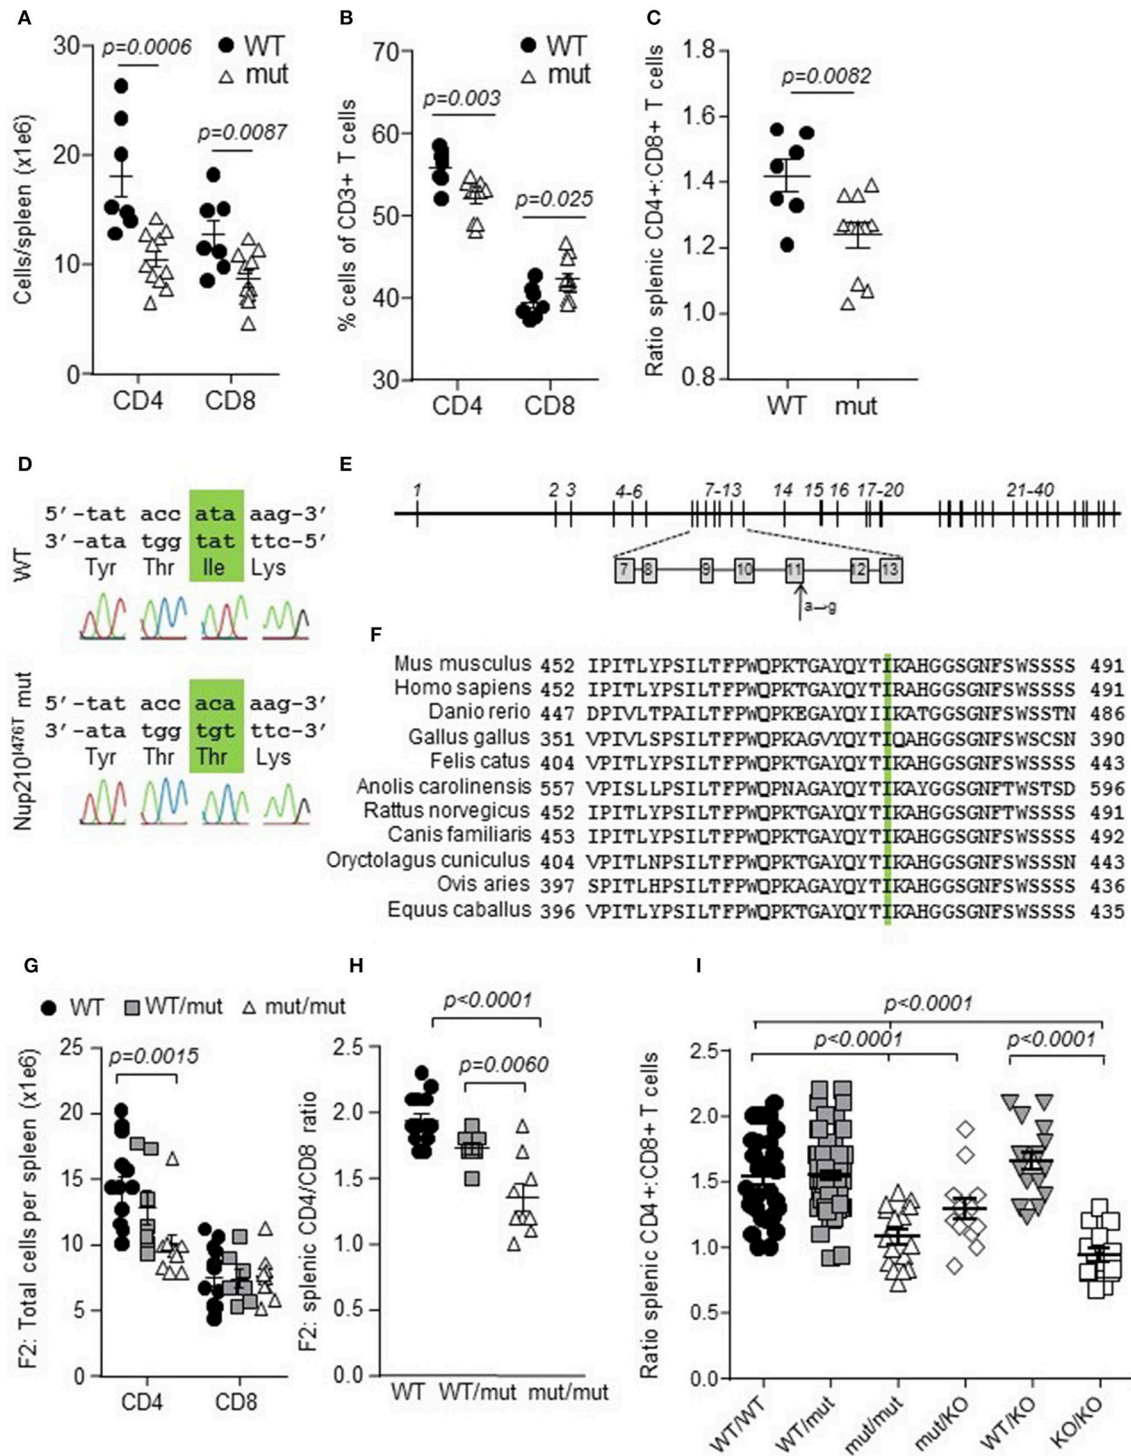 A
Cells/spleen (x1e6)
30
20
10
0
p=0.0006
p=0.0087
WT
mut
CD4 CD8
B
% cells of CD3+ T cells
70
60
50
40
30
p=0.003
p=0.025
WT
mut
CD4 CD8
C
Ratio splenic CD4+:CD8+ T cells
1.8
1.6
1.4
1.2
1.0
0.8
p=0.0082
WT mut
D
WT
5′-tat acc ata aag-3′
3′-ata tgg tat ttc-5′
Tyr Thr Ile Lys
Nup210I476T mut
5′-tat acc aca aag-3′
3′-ata tgg tgt ttc-5′
Tyr Thr Thr Lys
E
1 2 3 4-6 7-13 14 15 16 17-20 21-40
7 8 9 10 11 12 13
a→g
F
Mus musculus 452 IPITLYPSILTFPWQPKTGAYQYTIKAHGGSGNFSWSSSS 491
Homo sapiens 452 IPITLYPSILTFPWQPKTGAYQYTIRAHGGSGNFSWSSSS 491
Danio rerio 447 DPIVLTPAILTFPWQPKEGAYQYIIKATGGSGNFSWSSTN 486
Gallus gallus 351 VPIVLSPSILTFPWQPKAGVYQYTIQAHGGSGNFSWSCSN 390
Felis catus 404 VPITLYPSILTFPWQPKTGAYQYTIKAHGGSGNFSWSSSS 443
Anolis carolinensis 557 VPISLLPSILTFPWQPNAGAYQYTIKAYGGSGNFTWSTSD 596
Rattus norvegicus 452 IPITLYPSILTFPWQPKTGAYQYTIKAHGGSGNFTWSSSS 491
Canis familiaris 453 IPITLYPSILTFPWQPKTGAYQYTIKAHGGSGNFSWSSSS 492
Oryctolagus cuniculus 404 VPITLNPSILTFPWQPKTGAYQYTIKAHGGSGNFSWSSSN 443
Ovis aries 397 SPITLHPSILTFPWQPKAGAYQYTIKAHGGSGNFSWSSSS 436
Equus caballus 396 VPITLYPSILTFPWQPKTGAYQYTIKAHGGSGNFSWSSSS 435
G
WT WT/mut mut/mut
F2: Total cells per spleen (x1e6)
25
20
15
10
5
0
p=0.0015
CD4 CD8
H
F2: splenic CD4/CD8 ratio
2.5
2.0
1.5
1.0
0.5
0.0
p<0.0001
p=0.0060
WT WT/mut mut/mut
I
Ratio splenic CD4+:CD8+ T cells
2.5
2.0
1.5
1.0
0.5
0.0
p<0.0001
p<0.0001 p<0.0001
WT/WT WT/mut mut/mut mut/KO WT/KO KO/KO